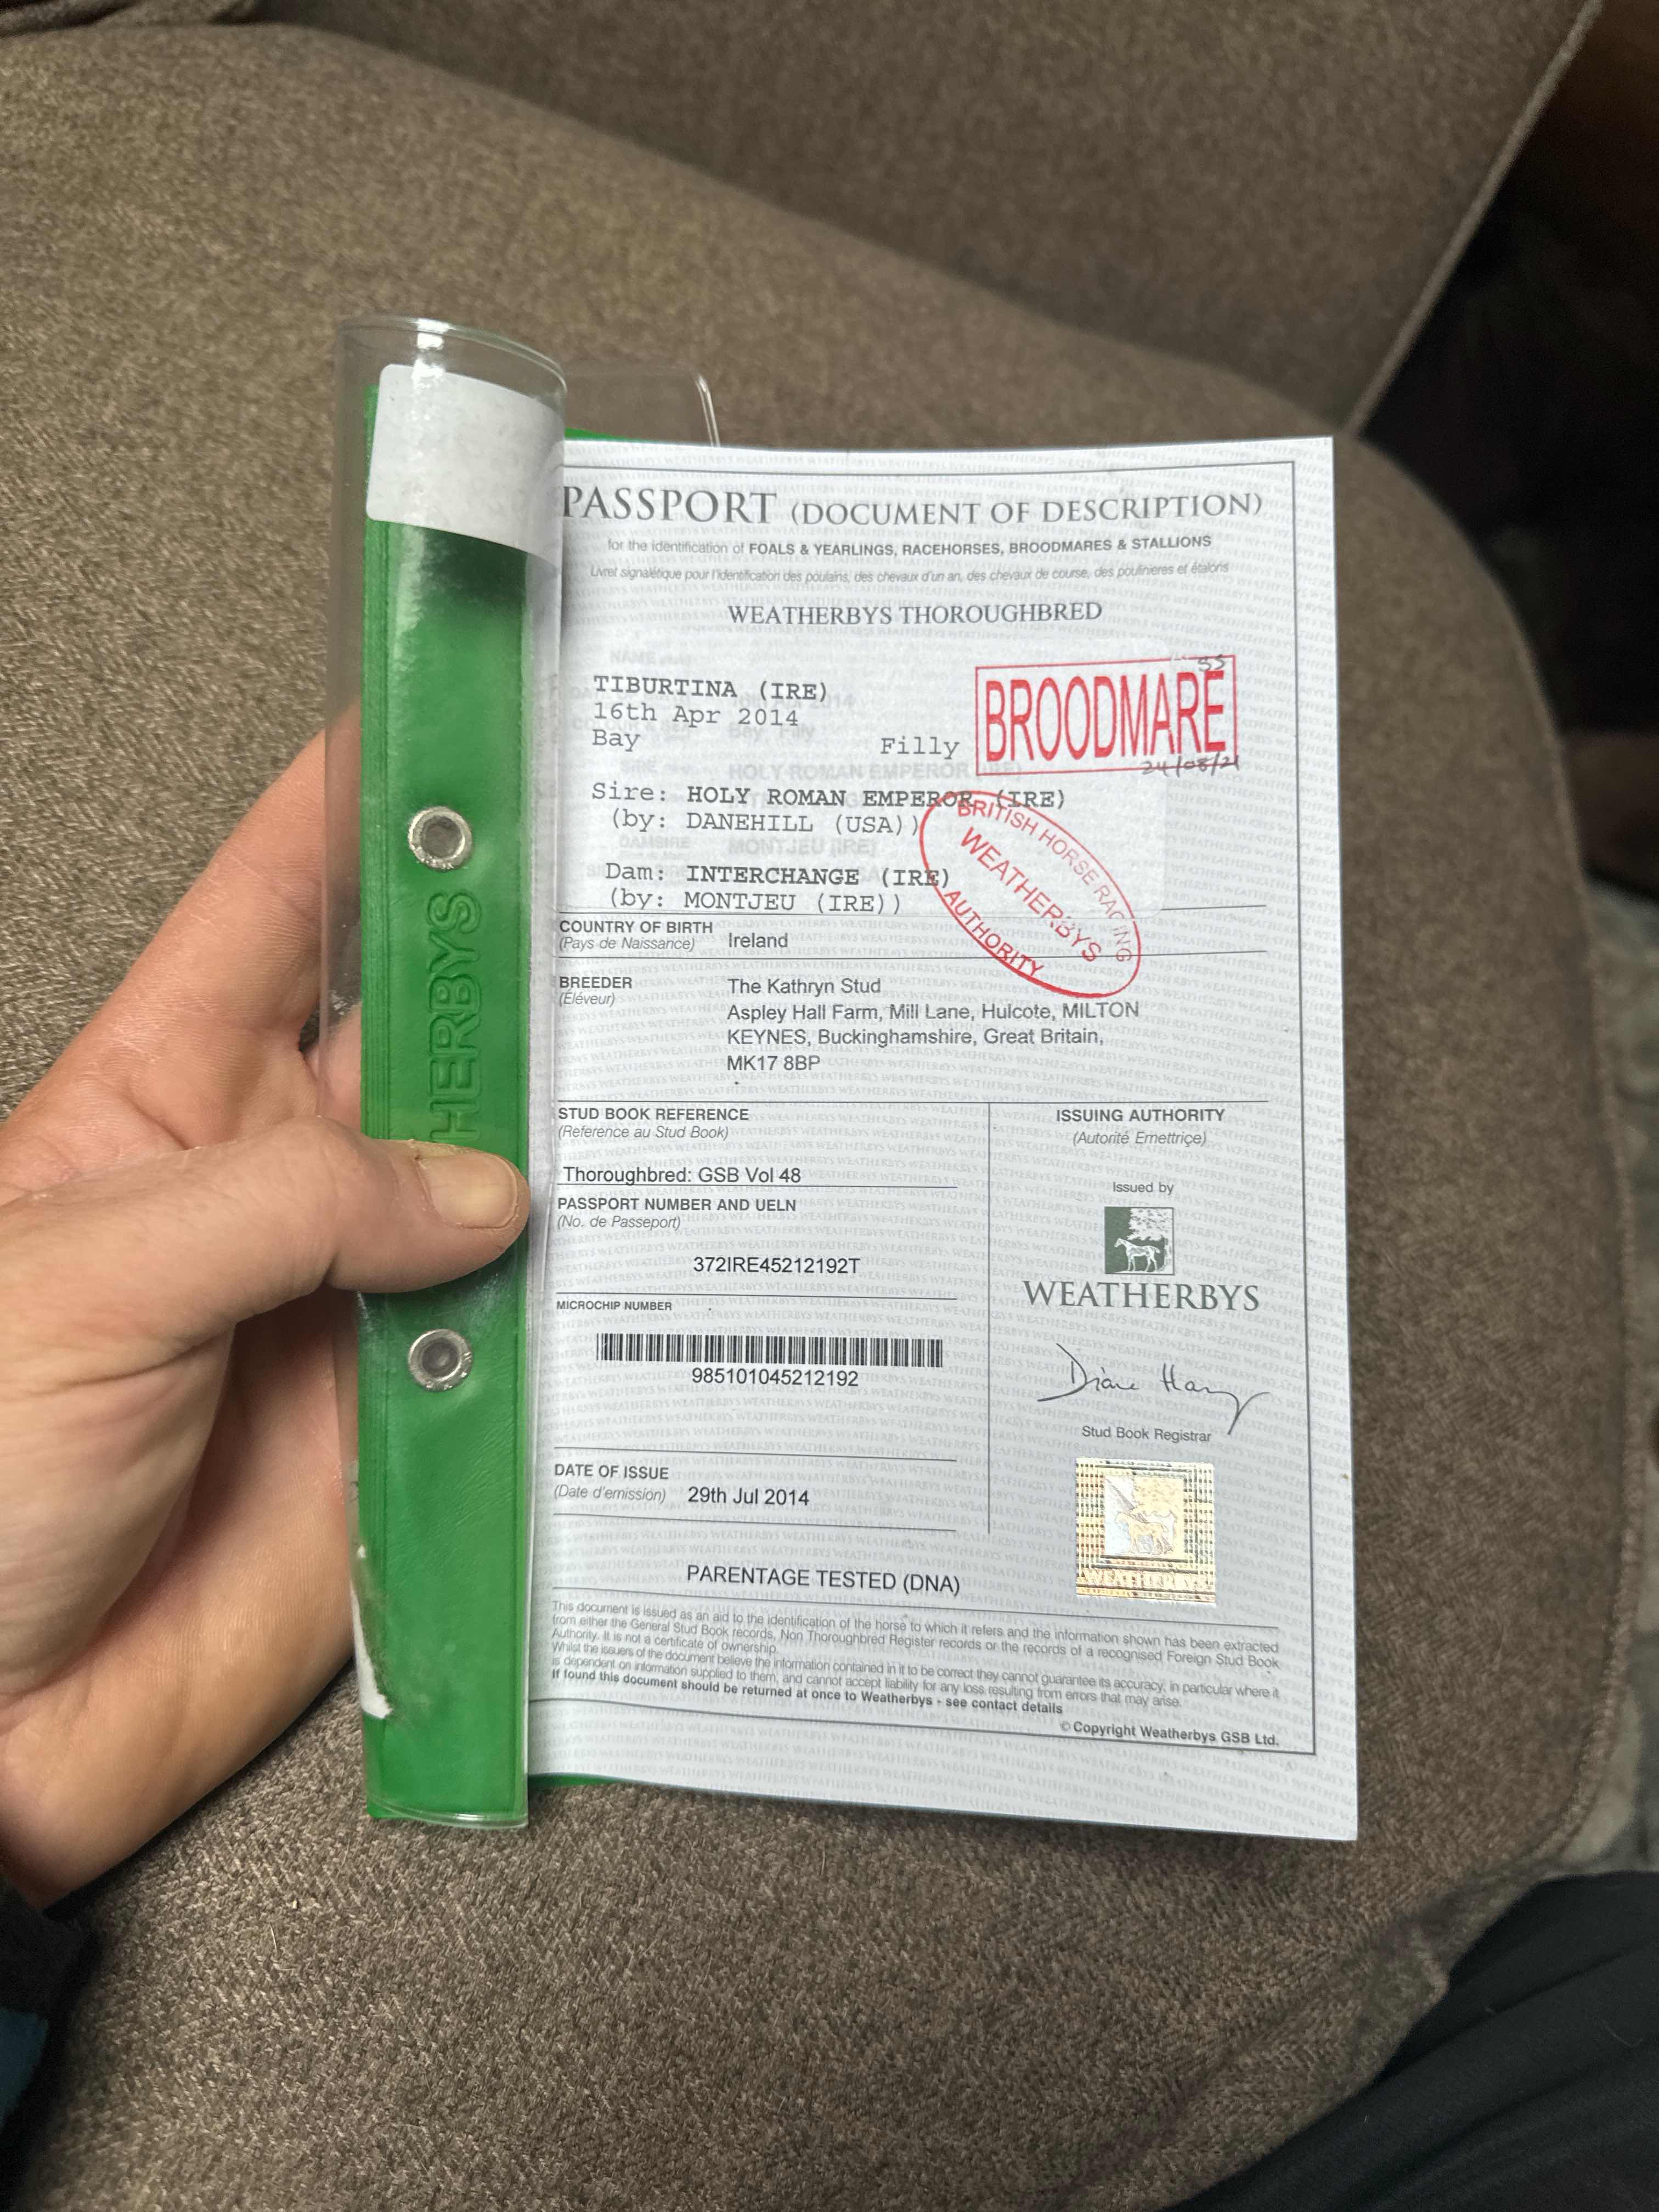 HERBYS
PASSPORT (DOCUMENT OF DESCRIPTION)
for the identification of FOALS & YEARLINGS, RACEHORSES, BROODMARES & STALLIONS
Livret signalétique pour l'identification des poulains, des chevaux d'un an, des chevaux de course, des poulinieres et étalons
WEATHERBYS THOROUGHBRED
TIBURTINA (IRE)
16th Apr 2014
Bay Filly
BROODMARE
24/08/21
Sire: HOLY ROMAN EMPEROR (IRE)
(by: DANEHILL (USA))
Dam: INTERCHANGE (IRE)
(by: MONTJEU (IRE))
BRITISH HORSE RACING
WEATHERBYS
AUTHORITY
COUNTRY OF BIRTH
(Pays de Naissance) Ireland
BREEDER The Kathryn Stud
(Éleveur)
Aspley Hall Farm, Mill Lane, Hulcote, MILTON
KEYNES, Buckinghamshire, Great Britain,
MK17 8BP
STUD BOOK REFERENCE
(Reference au Stud Book)
Thoroughbred: GSB Vol 48
PASSPORT NUMBER AND UELN
(No. de Passeport)
372IRE45212192T
MICROCHIP NUMBER
985101045212192
DATE OF ISSUE
(Date d'emission) 29th Jul 2014
ISSUING AUTHORITY
(Autorité Emettriçe)
Issued by
WEATHERBYS
Stud Book Registrar
PARENTAGE TESTED (DNA)
This document is issued as an aid to the identification of the horse to which it refers and the information shown has been extracted
from either the General Stud Book records, Non Thoroughbred Register records or the records of a recognised Foreign Stud Book
Authority. It is not a certificate of ownership.
Whilst the issuers of the document believe the information contained in it to be correct they cannot guarantee its accuracy, in particular where it
is dependent on information supplied to them, and cannot accept liability for any loss resulting from errors that may arise.
If found this document should be returned at once to Weatherbys - see contact details
© Copyright Weatherbys GSB Ltd.